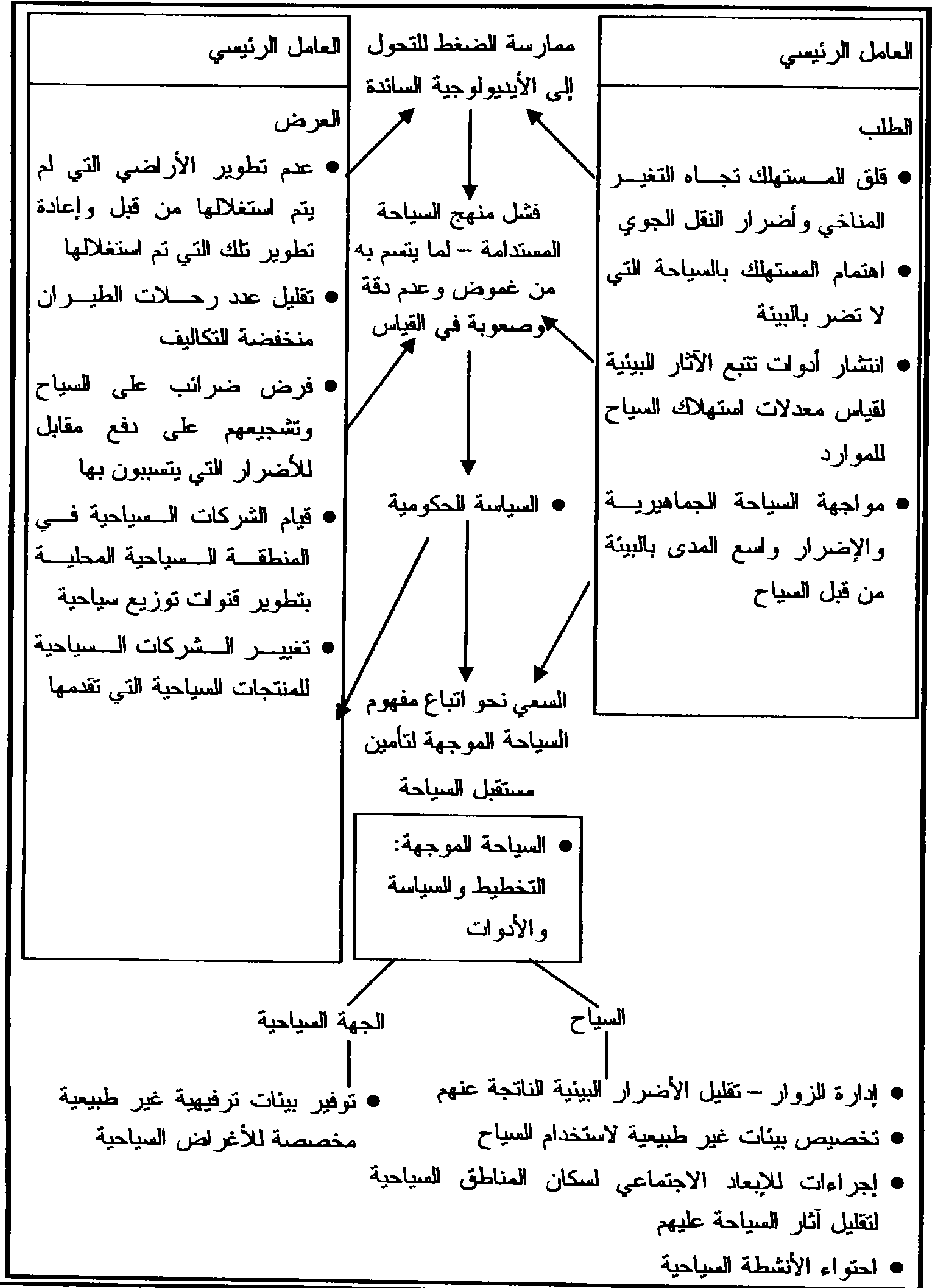 العامل الرئيسي
الطلب
● قلق المستهلك تجاه التغير
المناخي وأضرار النقل الجوي
● اهتمام المستهلك بالسياحة التي
لا تضر بالبيئة
● انتشار أدوات تتبع الآثار البيئية
لقياس معدلات استهلاك السياح
للموارد
● مواجهة السياحة الجماهيرية
والإضرار واسع المدى بالبيئة
من قبل السياح
ممارسة الضغط للتحول
إلى الأيديولوجية السائدة
فشل منهج السياحة
المستدامة – لما يتسم به
من غموض وعدم دقة
وصعوبة في القياس
● السياسة الحكومية
السعي نحو اتباع مفهوم
السياحة الموجهة لتأمين
مستقبل السياحة
● السياحة الموجهة:
التخطيط والسياسة
والأدوات
العامل الرئيسي
العرض
● عدم تطوير الأراضي التي لم
يتم استغلالها من قبل وإعادة
تطوير تلك التي تم استغلالها
● تقليل عدد رحلات الطيران
منخفضة التكاليف
● فرض ضرائب على السياح
وتشجيعهم على دفع مقابل
للأضرار التي يتسببون بها
● قيام الشركات السياحية في
المنطقة السياحية المحلية
بتطوير قنوات توزيع سياحية
● تغيير الشركات السياحية
للمنتجات السياحية التي تقدمها
السياح
● إدارة الزوار – تقليل الأضرار البيئية الناتجة عنهم
● تخصيص بيئات غير طبيعية لاستخدام السياح
● إجراءات للإبعاد الاجتماعي لسكان المناطق السياحية
لتقليل آثار السياحة عليهم
● احتواء الأنشطة السياحية
الجهة السياحية
● توفير بيئات ترفيهية غير طبيعية
مخصصة للأغراض السياحية